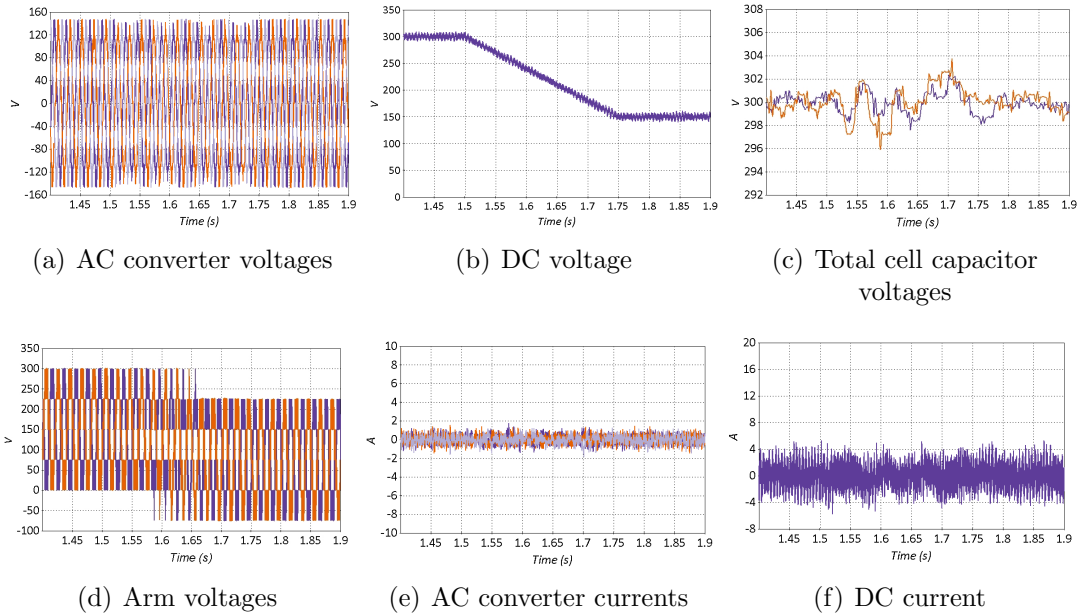 160
120
80
40
0
-40
-80
-120
-160
V
1.45 1.5 1.55 1.6 1.65 1.7 1.75 1.8 1.85 1.9
Time (s)
(a) AC converter voltages
350
300
250
200
150
100
50
0
V
1.45 1.5 1.55 1.6 1.65 1.7 1.75 1.8 1.85 1.9
Time (s)
(b) DC voltage
308
306
304
302
300
298
296
294
292
V
1.45 1.5 1.55 1.6 1.65 1.7 1.75 1.8 1.85 1.9
Time (s)
(c) Total cell capacitor
voltages
350
300
250
200
150
100
50
0
-50
-100
V
1.45 1.5 1.55 1.6 1.65 1.7 1.75 1.8 1.85 1.9
Time (s)
(d) Arm voltages
10
8
6
4
2
0
-2
-4
-6
-8
-10
A
1.45 1.5 1.55 1.6 1.65 1.7 1.75 1.8 1.85 1.9
Time (s)
(e) AC converter currents
20
16
12
8
4
0
-4
-8
A
1.45 1.5 1.55 1.6 1.65 1.7 1.75 1.8 1.85 1.9
Time (s)
(f) DC current